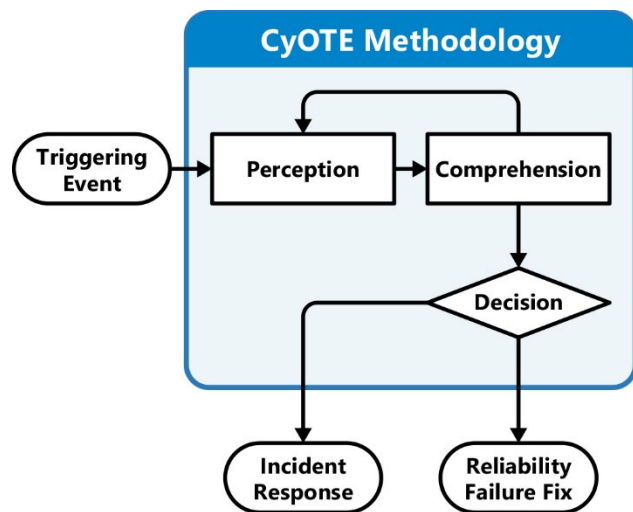 CyOTE Methodology
Triggering
Event
Perception
Comprehension
Decision
Incident
Response
Reliability
Failure Fix